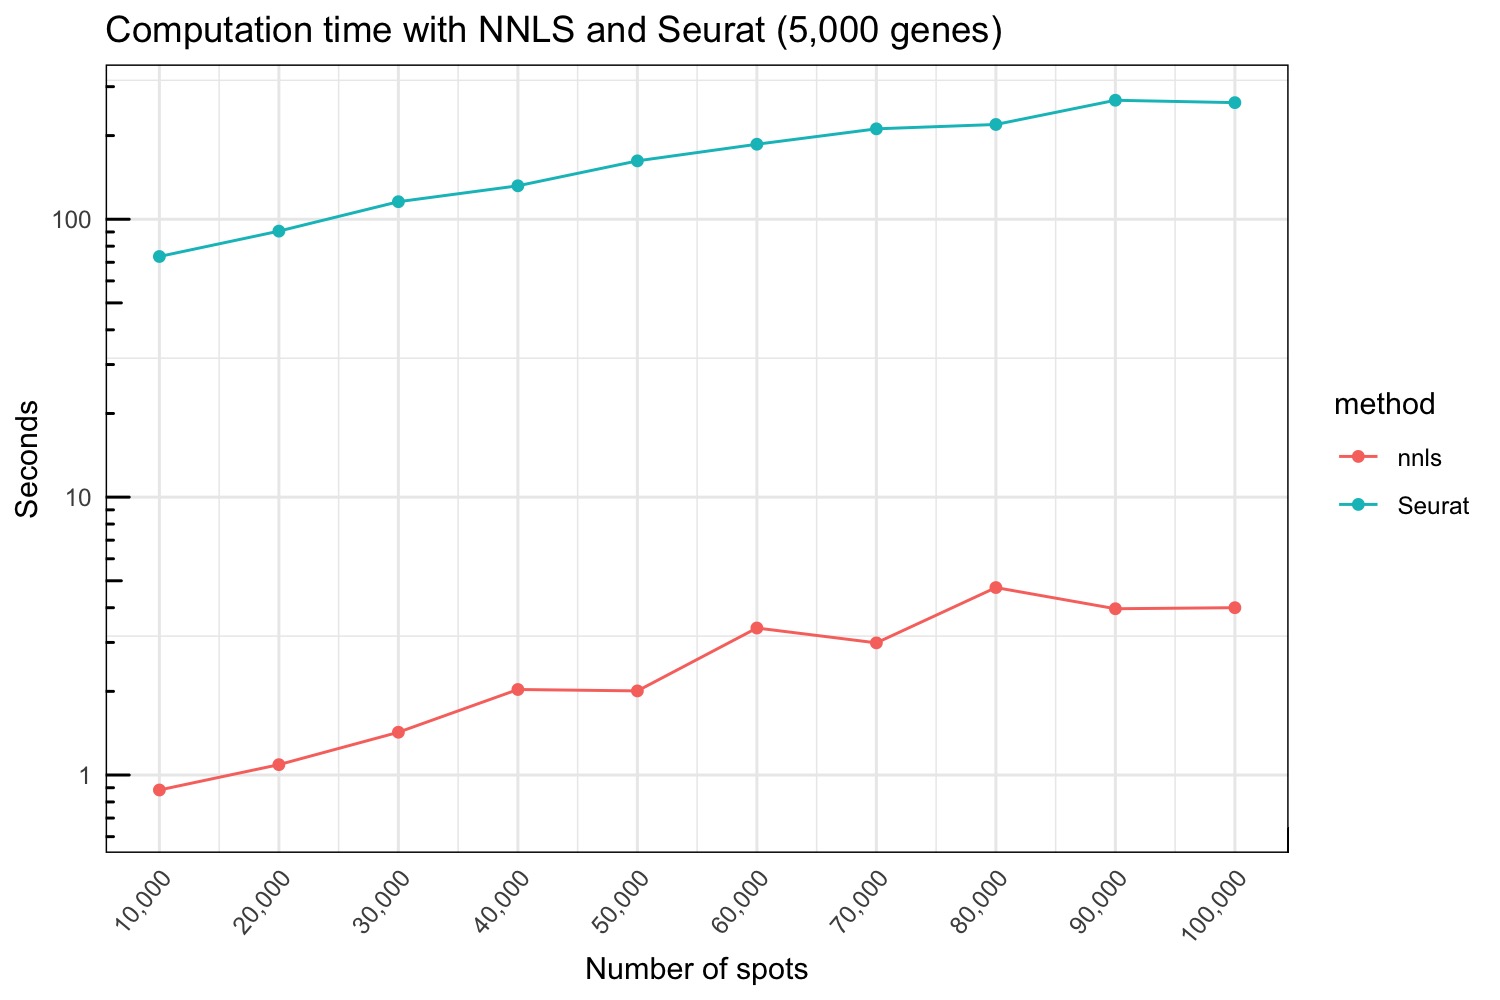 Computation time with NNLS and Seurat (5,000 genes)
Seconds
100
10
1
10,000
20,000
30,000
40,000
50,000
60,000
70,000
80,000
90,000
100,000
Number of spots
method
nnls
Seurat